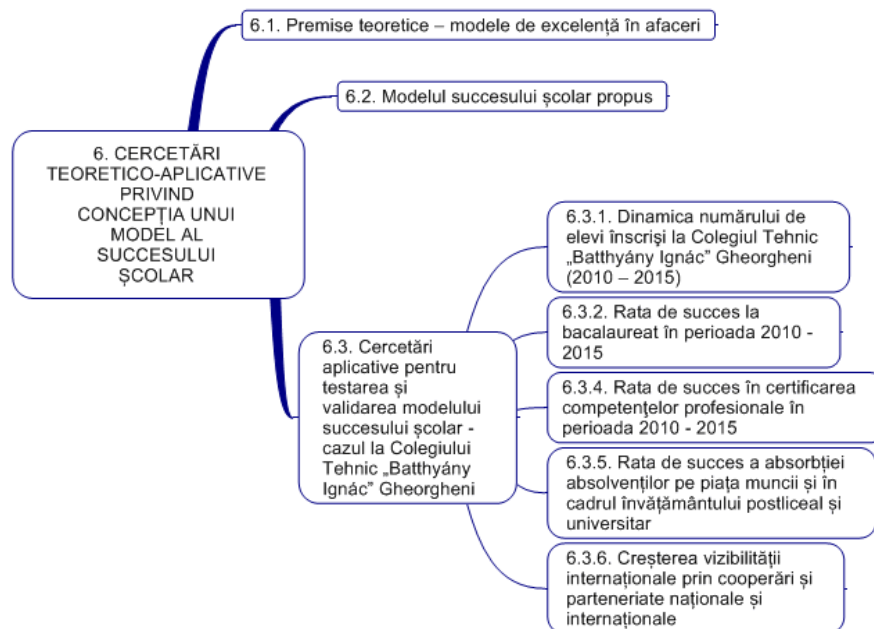 6.1. Premise teoretice – modele de excelență în afaceri
6.2. Modelul succesului școlar propus
6. CERCETĂRI
TEORETICO-APLICATIVE
PRIVIND
CONCEPȚIA UNUI
MODEL AL
SUCCESULUI
ȘCOLAR
6.3. Cercetări
aplicative pentru
testarea și
validarea modelului
succesului școlar -
cazul la Colegiului
Tehnic „Batthyány
Ignác” Gheorgheni
6.3.1. Dinamica numărului de
elevi înscrişi la Colegiul Tehnic
„Batthyány Ignác” Gheorgheni
(2010 – 2015)
6.3.2. Rata de succes la
bacalaureat în perioada 2010 -
2015
6.3.4. Rata de succes în certificarea
competenţelor profesionale în
perioada 2010 - 2015
6.3.5. Rata de succes a absorbției
absolvenților pe piața muncii și în
cadrul învățământului postliceal și
universitar
6.3.6. Creșterea vizibilității
internaționale prin cooperări și
parteneriate naționale și
internaționale